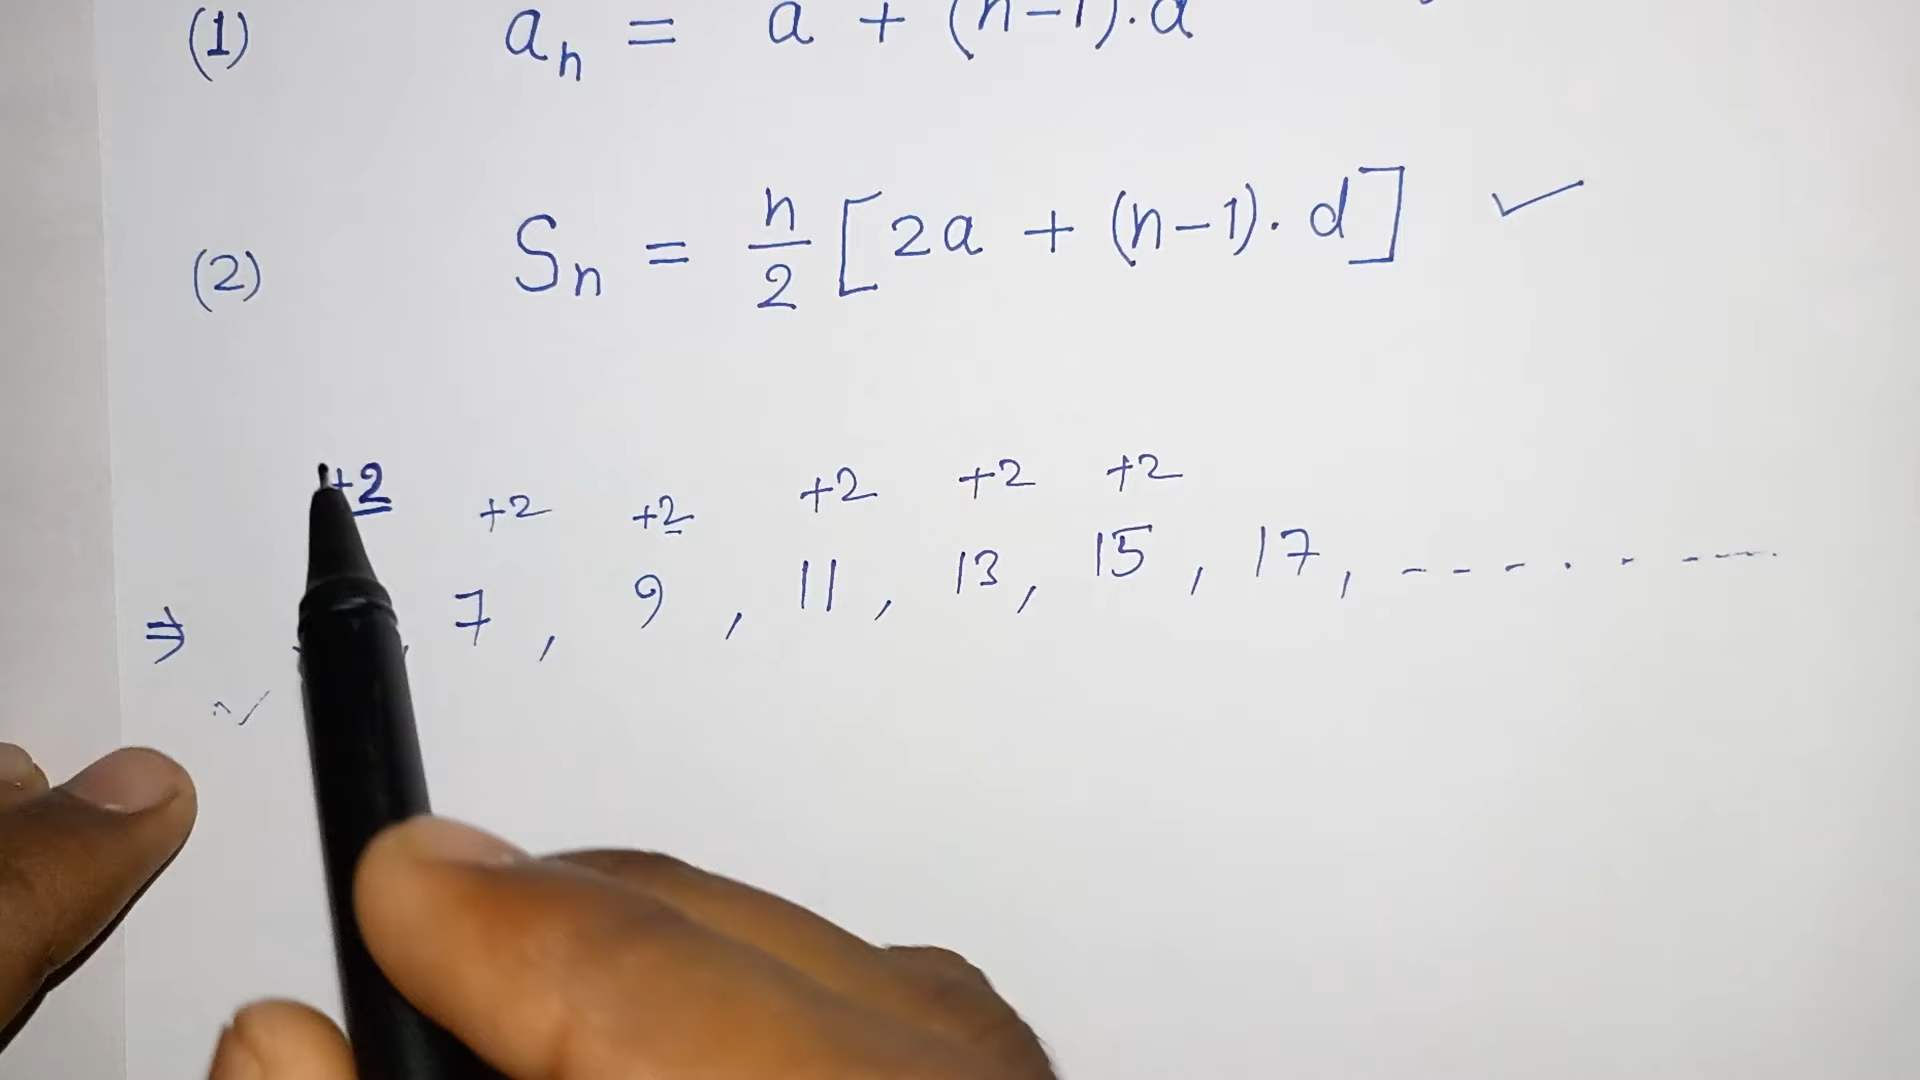 (1) aₙ = a + (n-1).d
(2) Sₙ = n/2 [2a + (n-1). d] ✓
+2 +2 +2 +2 +2 +2
⇒ , 7, 9, 11, 13, 15, 17, - - - . . - - -